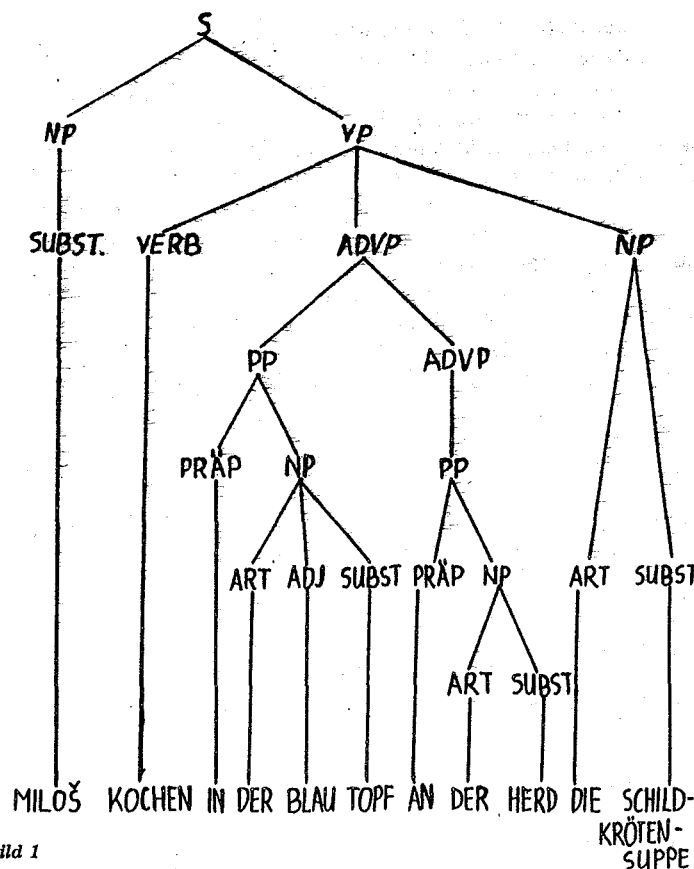 S
NP VP
SUBST. VERB ADVP NP
PP ADVP
PRÄP NP PP
ART ADJ SUBST PRÄP NP ART SUBST
ART SUBST
MILOŠ KOCHEN IN DER BLAU TOPF AN DER HERD DIE SCHILD-
KRÖTEN-
SUPPE
ild 1